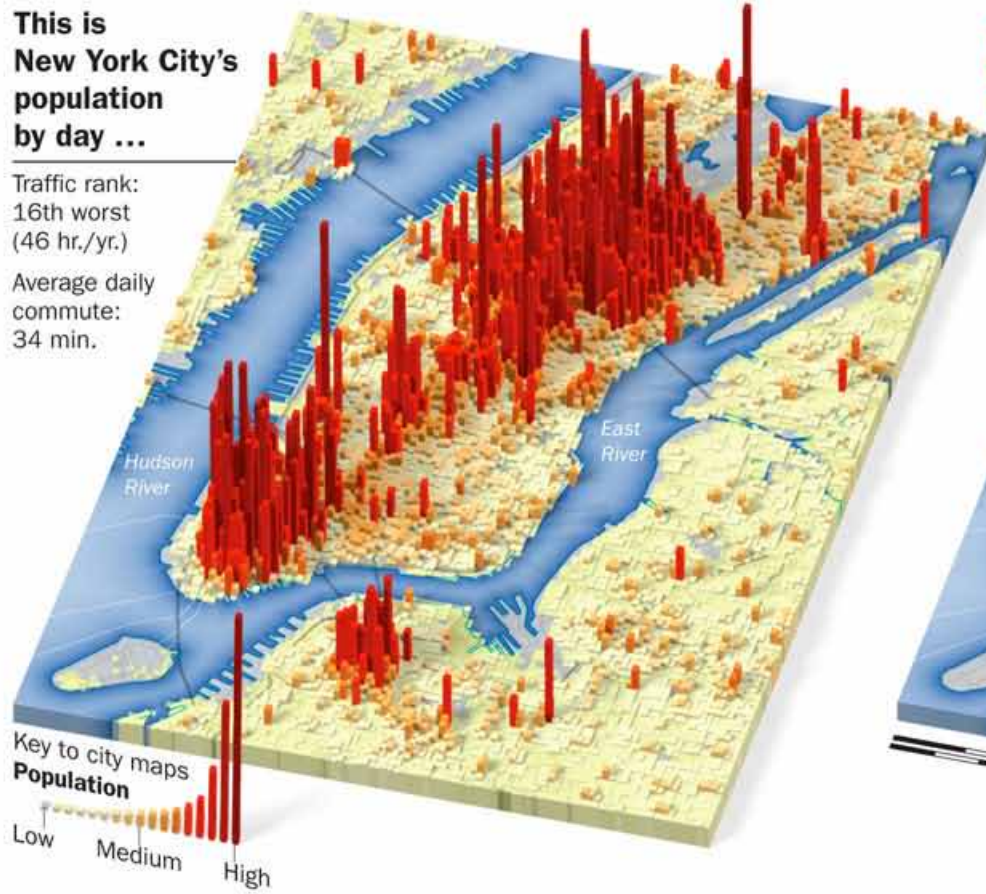 This is
New York City's
population
by day ...
Traffic rank:
16th worst
(46 hr./yr.)
Average daily
commute:
34 min.
Hudson
River
East
River
Key to city maps
Population
Low
Medium
High